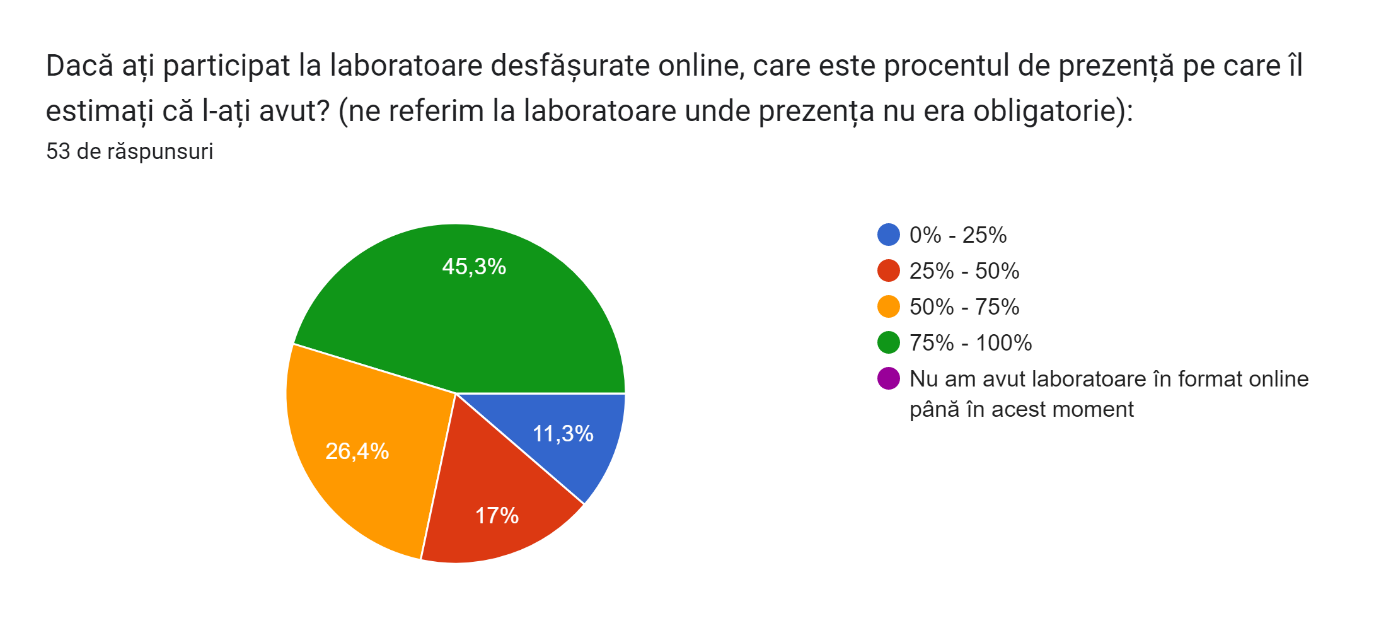 Dacă ați participat la laboratoare desfășurate online, care este procentul de prezență pe care îl
estimați că l-ați avut? (ne referim la laboratoare unde prezența nu era obligatorie):
53 de răspunsuri
45,3%
26,4%
17%
11,3%
0% - 25%
25% - 50%
50% - 75%
75% - 100%
Nu am avut laboratoare în format online
până în acest moment